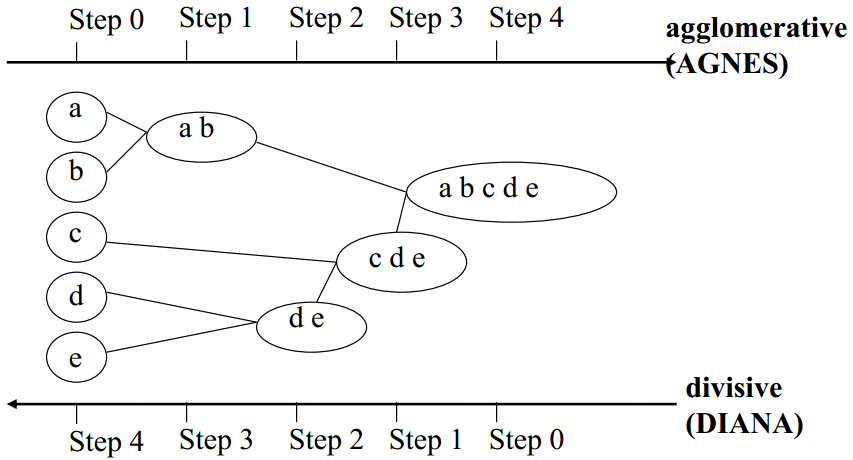 Step 0 Step 1 Step 2 Step 3 Step 4
agglomerative
(AGNES)
a
a b
b
a b c d e
c
c d e
d
d e
e
divisive
(DIANA)
Step 4 Step 3 Step 2 Step 1 Step 0